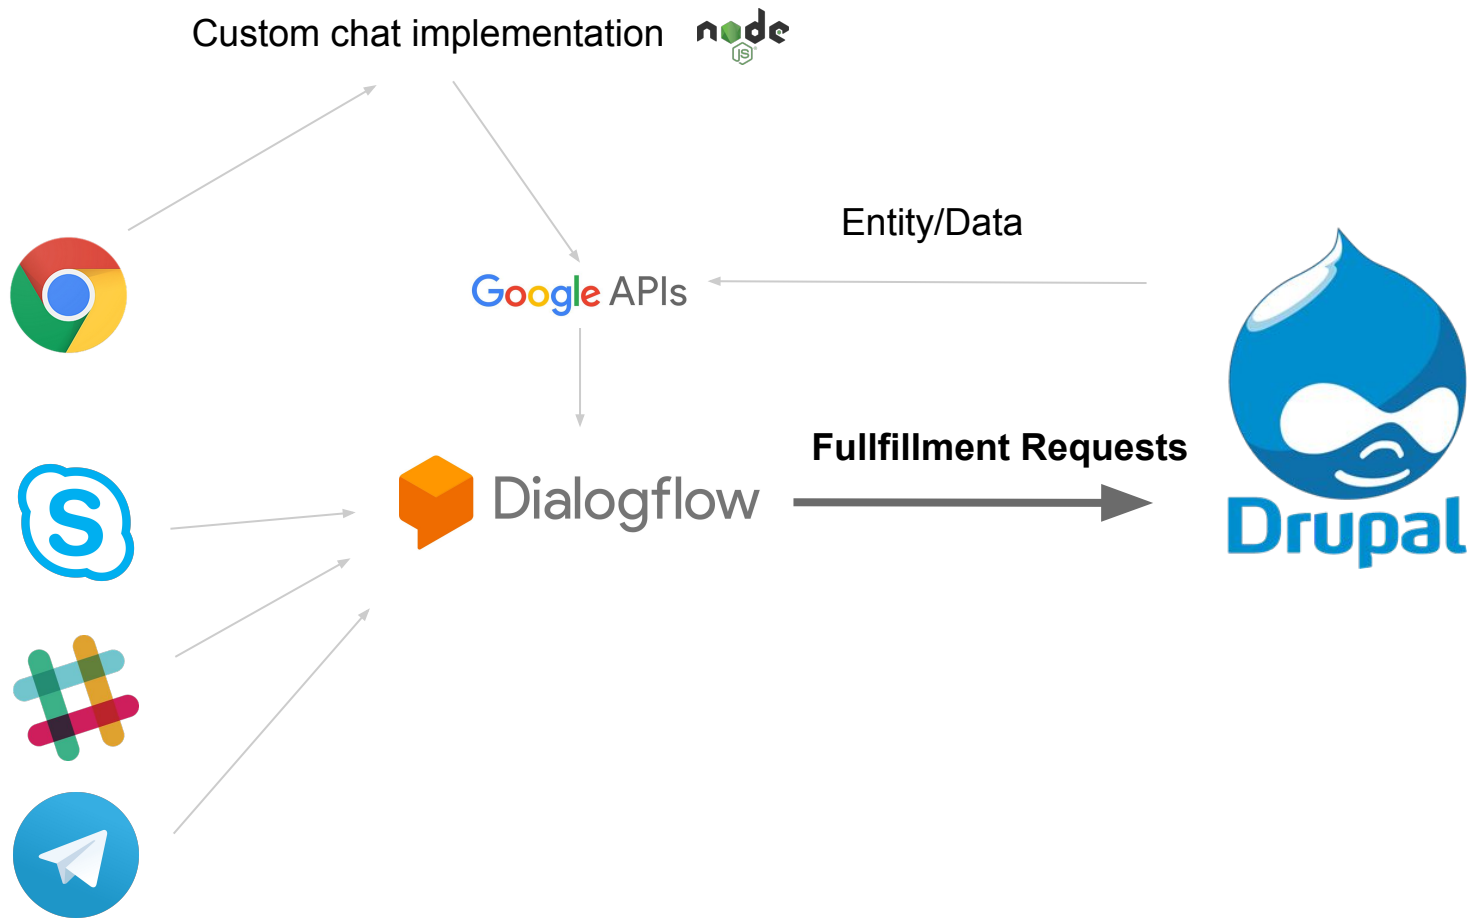 Custom chat implementation
node
JS
Entity/Data
Google APIs
Fullfillment Requests
Dialogflow
S
Drupal